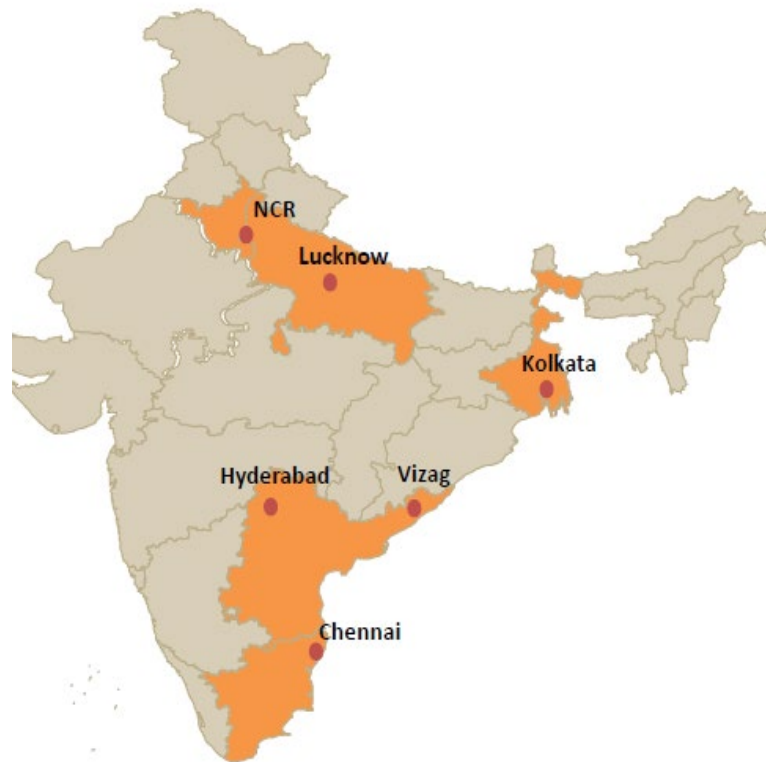 NCR
Lucknow
Kolkata
Hyderabad
Vizag
Chennai